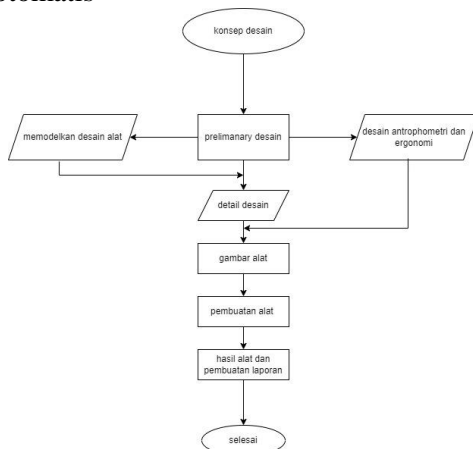 konsep desain
memodelkan desain alat
prelimanary desain
desain antrophometri dan
ergonomi
detail desain
gambar alat
pembuatan alat
hasil alat dan
pembuatan laporan
selesai